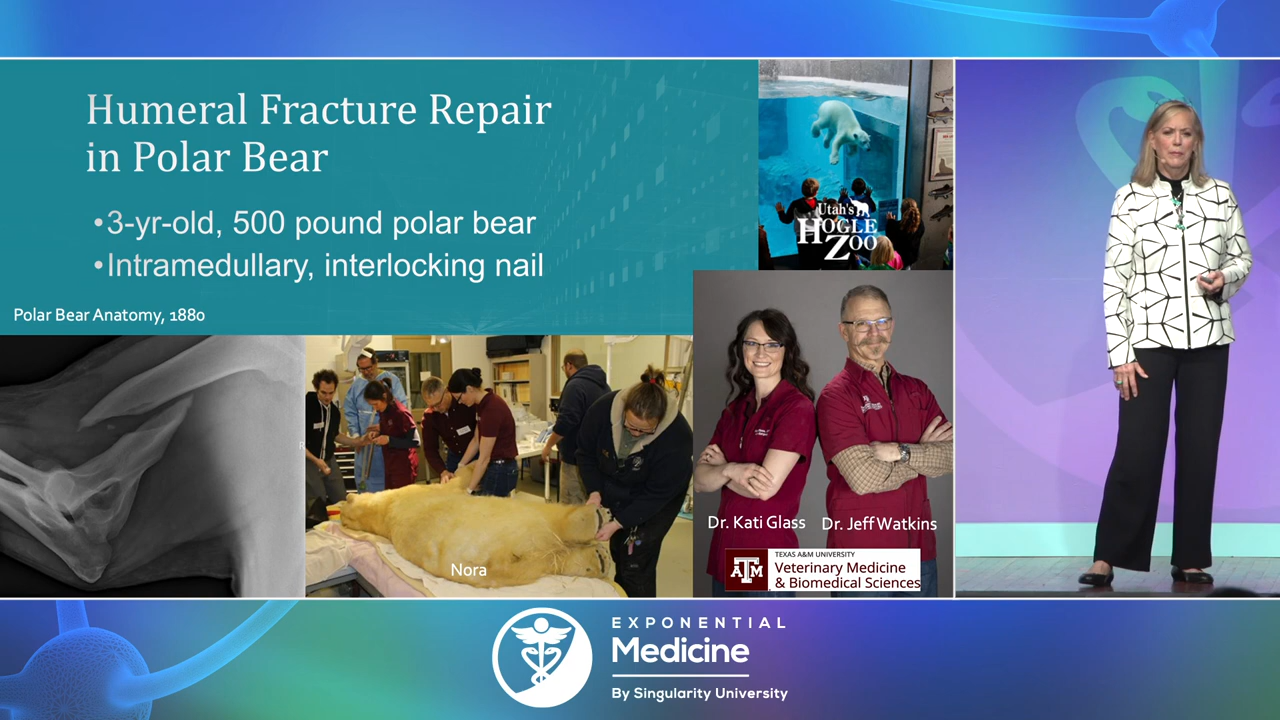 Humeral Fracture Repair
in Polar Bear
•3-yr-old, 500 pound polar bear
•Intramedullary, interlocking nail
Polar Bear Anatomy, 1880
Utah's
HOGLE
ZOO
R
Nora
Dr. Kati Glass
Dr. Jeff Watkins
ATM
TEXAS A&M UNIVERSITY
Veterinary Medicine
& Biomedical Sciences
EXPONENTIAL
Medicine
By Singularity University